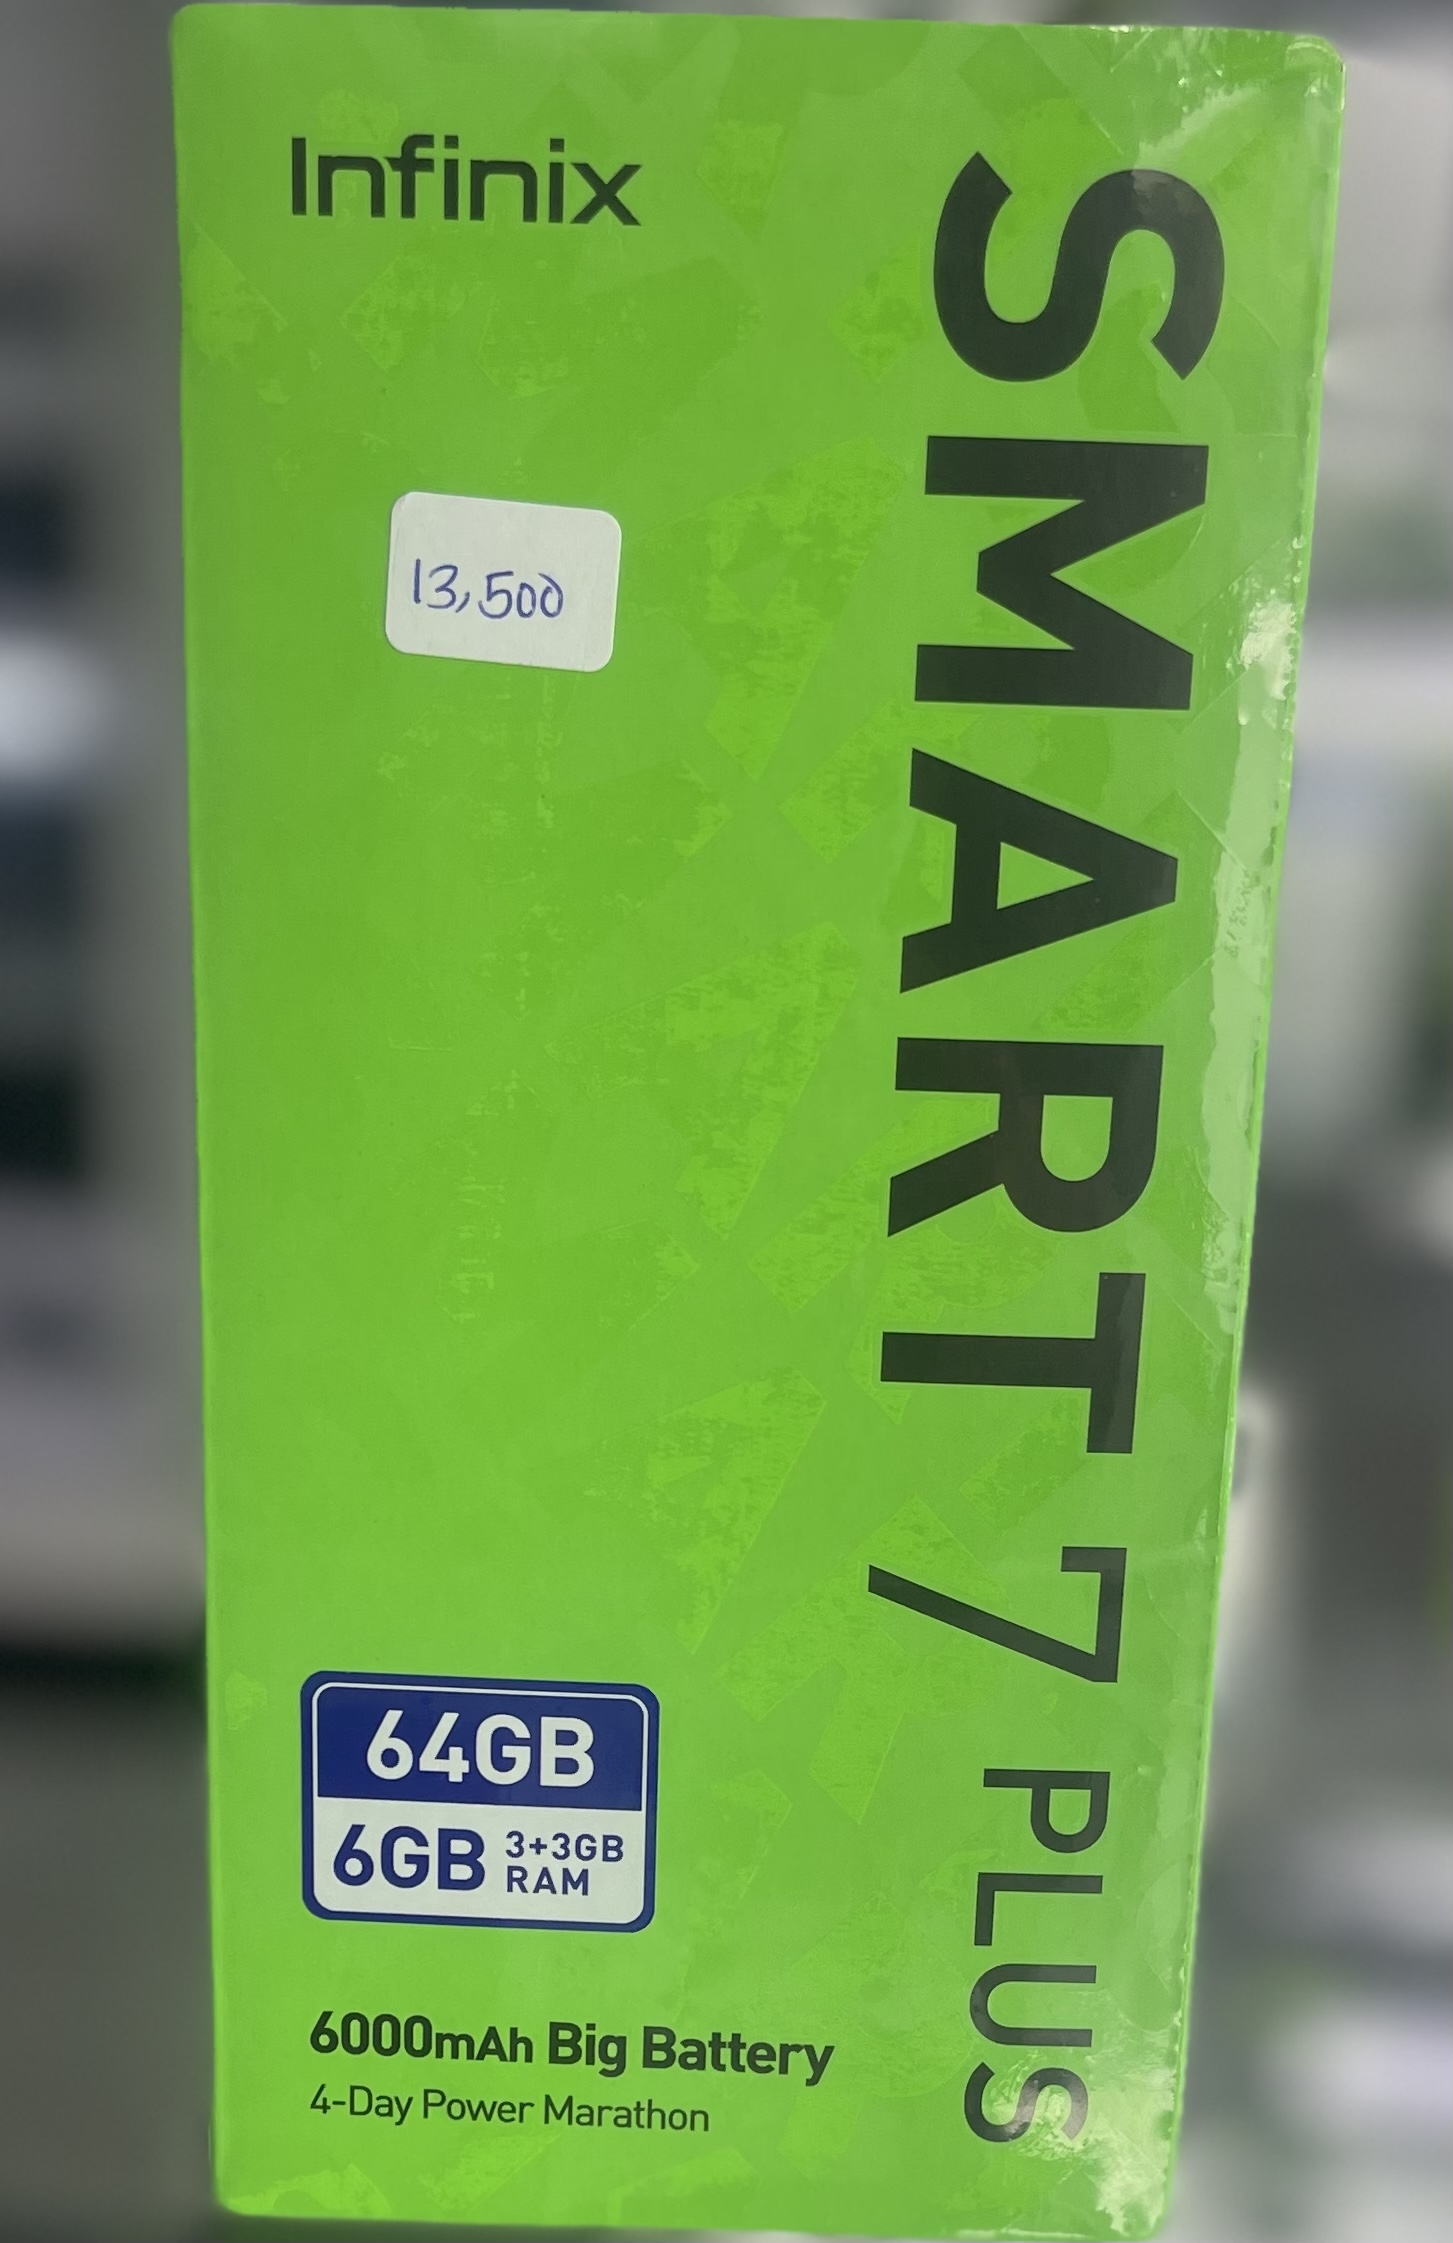 Infinix
SMART 7 PLUS
13,500
64GB
6GB 3+3GB
RAM
6000mAh Big Battery
4-Day Power Marathon